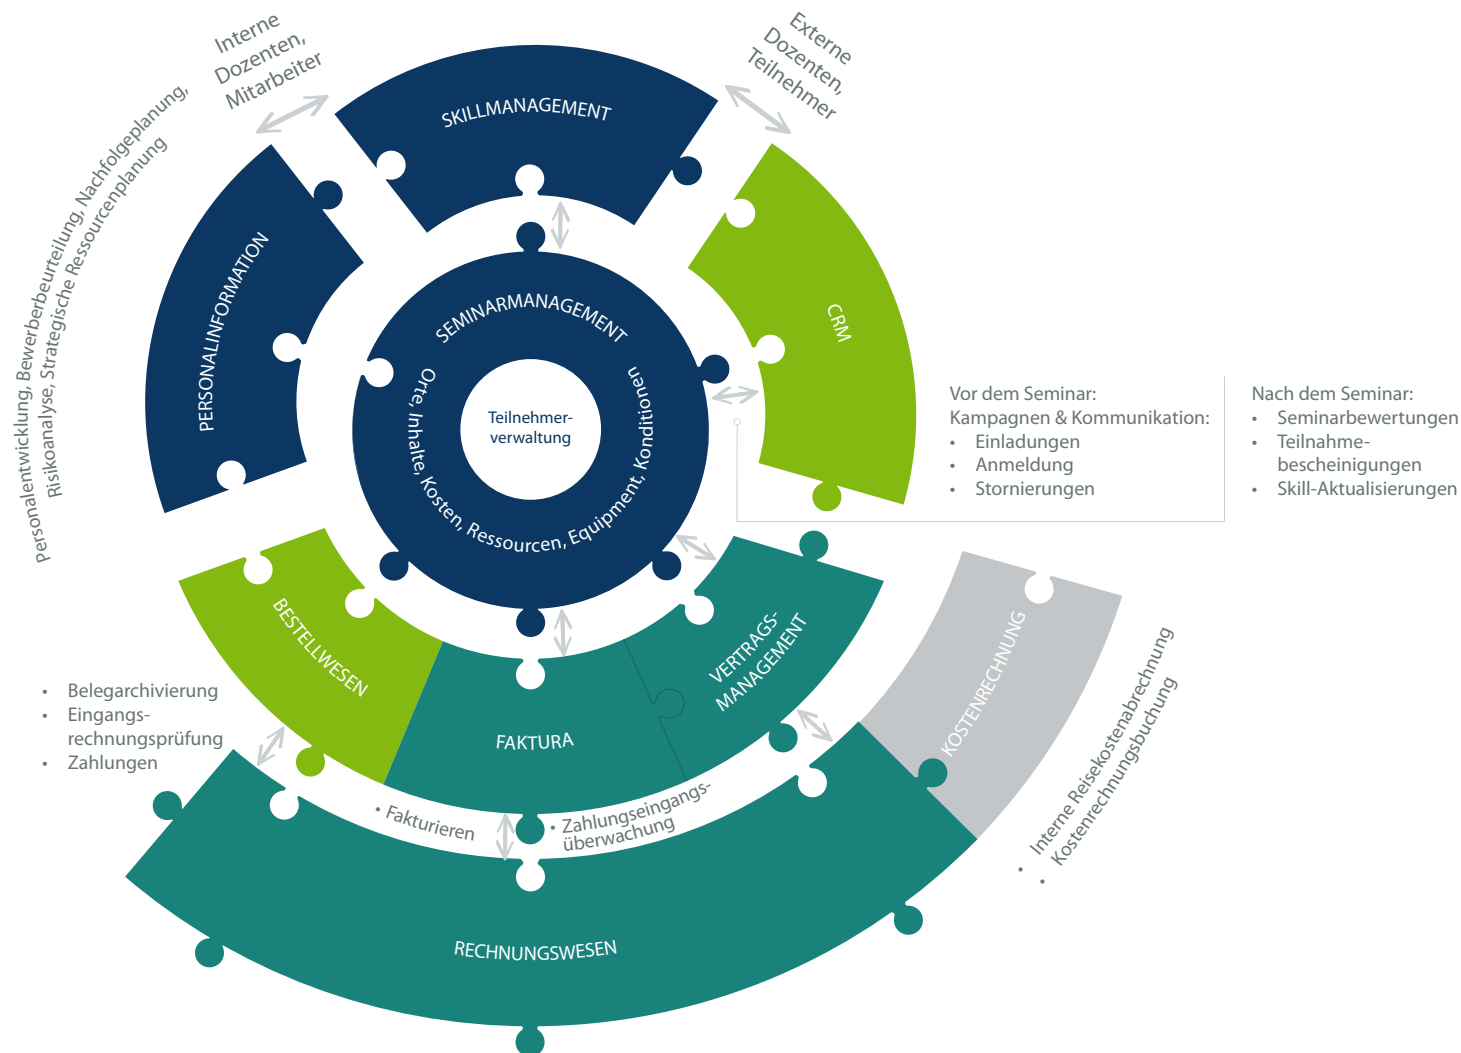 Interne
Dozenten,
Mitarbeiter
Externe
Dozenten,
Teilnehmer
Personalentwicklung, Bewerberbeurteilung, Nachfolgeplanung,
Risikoanalyse, Strategische Ressourcenplanung
SKILLMANAGEMENT
PERSONALINFORMATION
CRM
SEMINARMANAGEMENT
Orte, Inhalte, Kosten, Ressourcen, Equipment, Konditionen
Teilnehmer-
verwaltung
Vor dem Seminar:
Kampagnen & Kommunikation:
• Einladungen
• Anmeldung
• Stornierungen
Nach dem Seminar:
• Seminarbewertungen
• Teilnahme-
bescheinigungen
• Skill-Aktualisierungen
BESTELLWESEN
FAKTURA
VERTRAGS-
MANAGEMENT
KOSTENRECHNUNG
• Belegarchivierung
• Eingangs-
rechnungsprüfung
• Zahlungen
• Fakturieren
• Zahlungseingangs-
überwachung
• Interne Reisekostenabrechnung
• Kostenrechnungsbuchung
RECHNUNGSWESEN